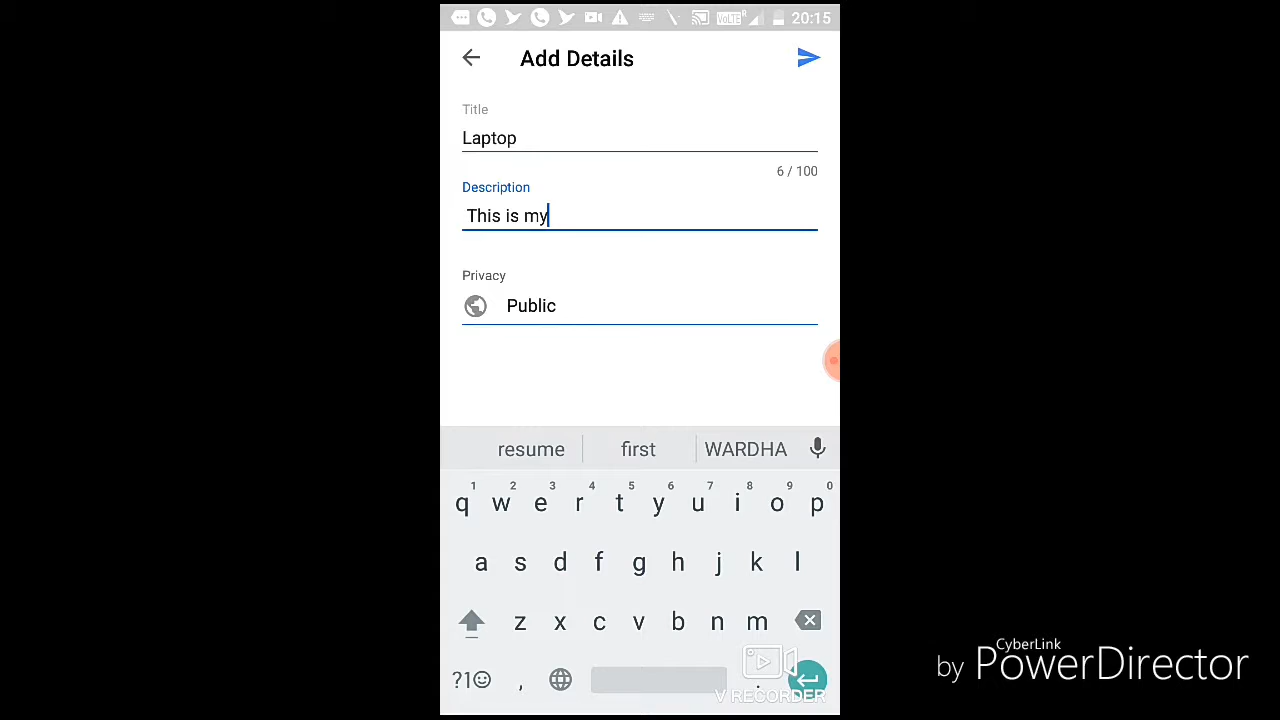 VoLTE R 20:15
Add Details
Title
Laptop
6 / 100
Description
This is my
Privacy
Public
resume first WARDHA
1 2 3 4 5 6 7 8 9 0
q w e r t y u i o p
a s d f g h j k l
z x c v b n m
?1☺ , .
V RECORDER
CyberLink
by PowerDirector